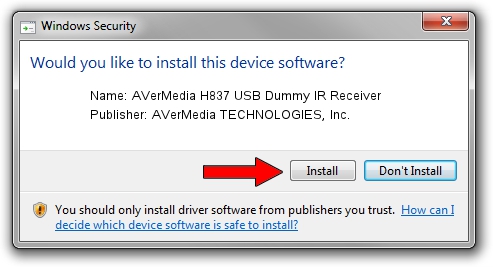 Windows Security
Would you like to install this device software?
Name: AVerMedia H837 USB Dummy IR Receiver
Publisher: AVerMedia TECHNOLOGIES, Inc.
Install
Don't Install
You should only install driver software from publishers you trust. How can I
decide which device software is safe to install?